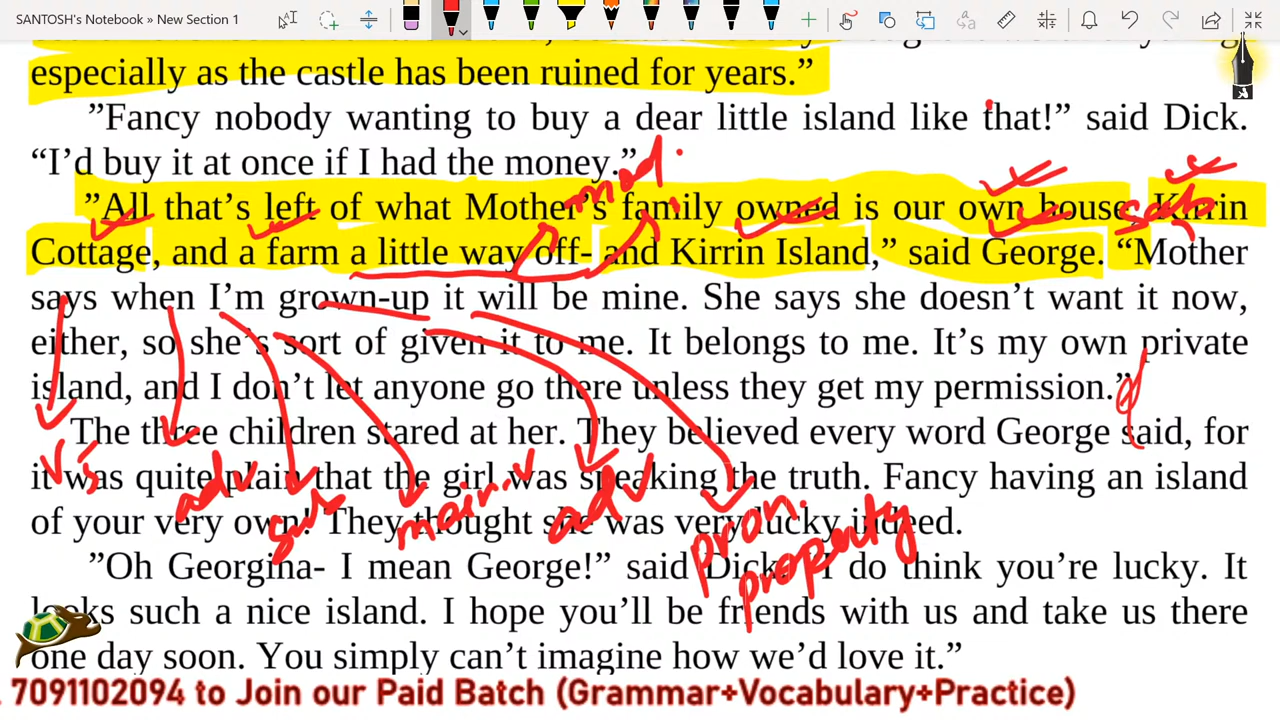 SANTOSH's Notebook » New Section 1
especially as the castle has been ruined for years.”
”Fancy nobody wanting to buy a dear little island like that!” said Dick.
“I’d buy it at once if I had the money.”
mod.
”All that’s left of what Mother’s family owned is our own house, Kirrin
sub
Cottage, and a farm a little way off- and Kirrin Island,” said George. “Mother
says when I’m grown-up it will be mine. She says she doesn’t want it now,
either, so she’s sort of given it to me. It belongs to me. It’s my own private
island, and I don’t let anyone go there unless they get my permission.”
The three children stared at her. They believed every word George said, for
V5
it was quite plain that the girl was speaking the truth. Fancy having an island
adv sub main.v adv pron.
of your very own! They thought she was very lucky indeed.
property
”Oh Georgina- I mean George!” said Dick. “I do think you’re lucky. It
looks such a nice island. I hope you’ll be friends with us and take us there
one day soon. You simply can’t imagine how we’d love it.”
7091102094 to Join our Paid Batch (Grammar+Vocabulary+Practice)